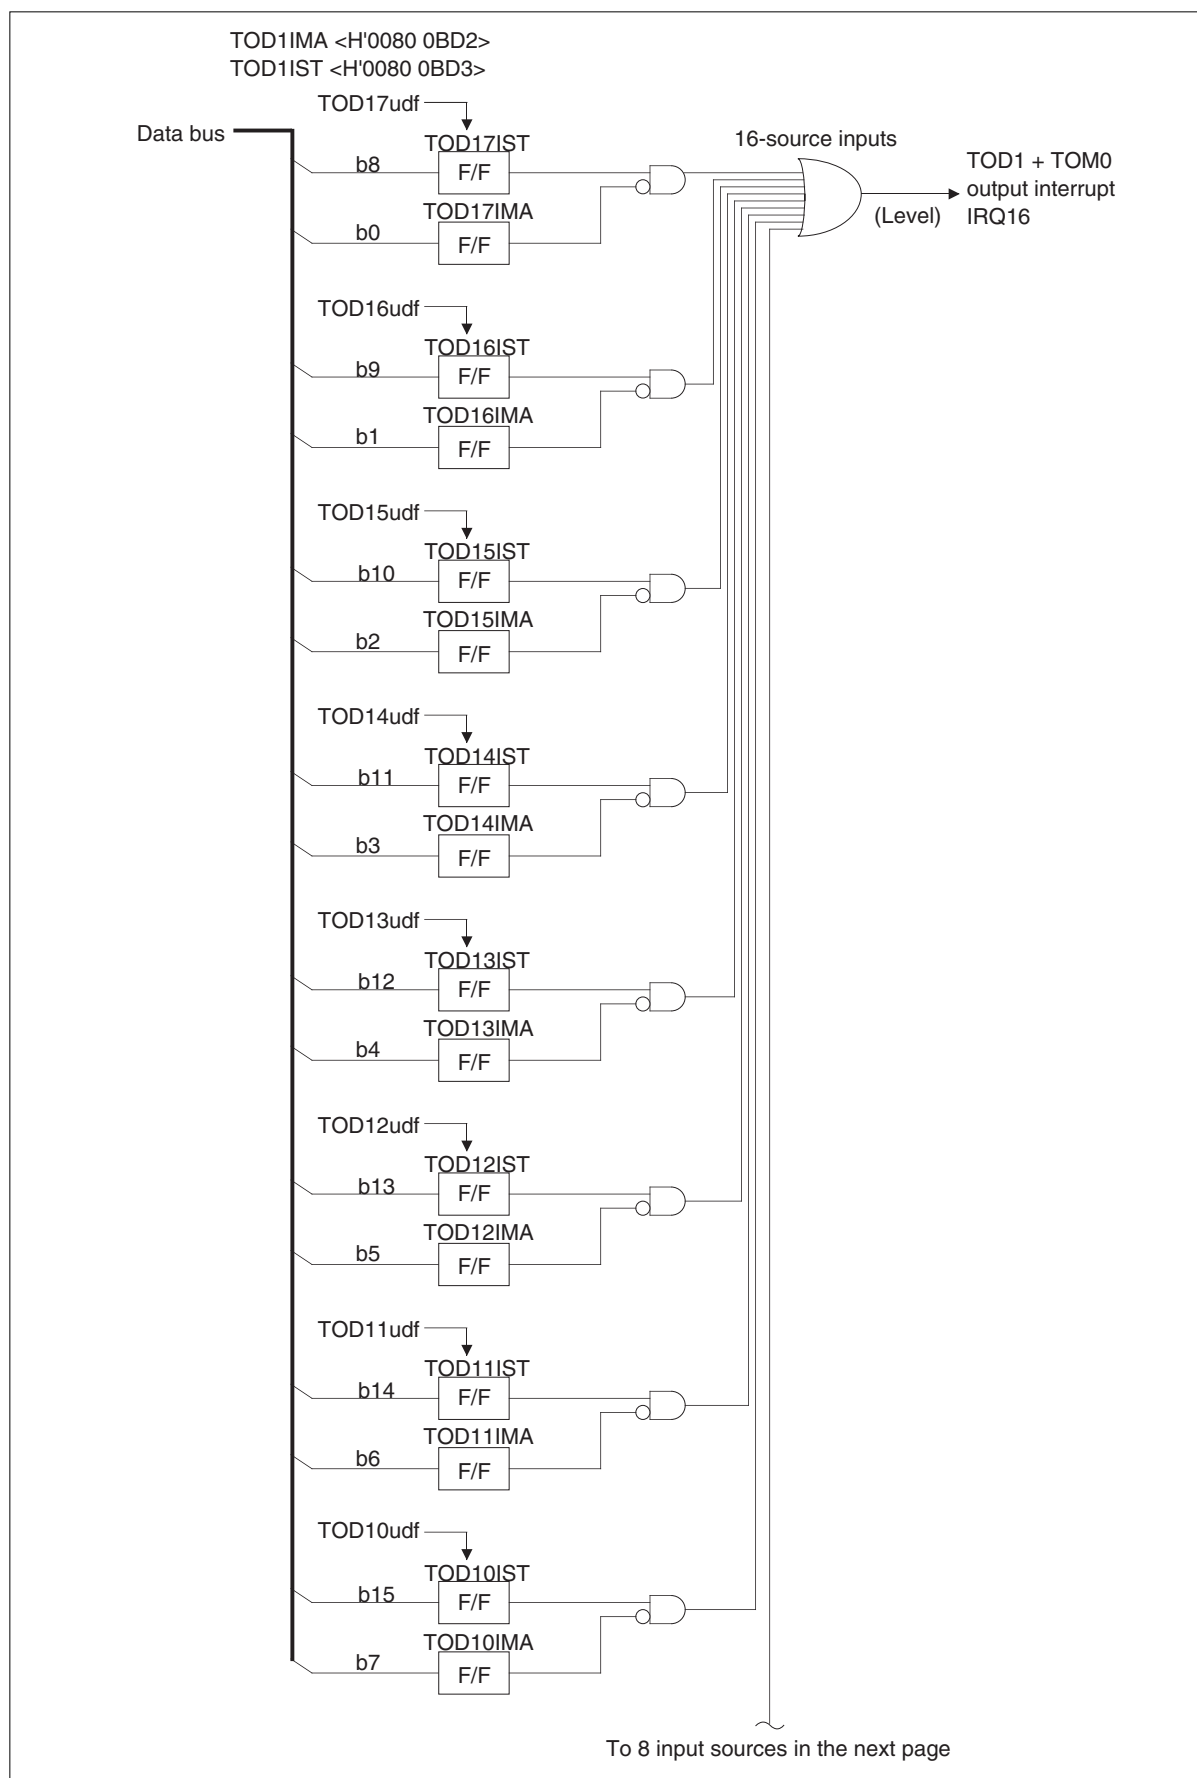 TOD1IMA <H'0080 0BD2>
TOD1IST <H'0080 0BD3>
Data bus
16-source inputs
TOD1 + TOM0
output interrupt
IRQ16
(Level)
TOD17udf
TOD17IST
b8
F/F
TOD17IMA
b0
F/F
TOD16udf
TOD16IST
b9
F/F
TOD16IMA
b1
F/F
TOD15udf
TOD15IST
b10
F/F
TOD15IMA
b2
F/F
TOD14udf
TOD14IST
b11
F/F
TOD14IMA
b3
F/F
TOD13udf
TOD13IST
b12
F/F
TOD13IMA
b4
F/F
TOD12udf
TOD12IST
b13
F/F
TOD12IMA
b5
F/F
TOD11udf
TOD11IST
b14
F/F
TOD11IMA
b6
F/F
TOD10udf
TOD10IST
b15
F/F
TOD10IMA
b7
F/F
To 8 input sources in the next page